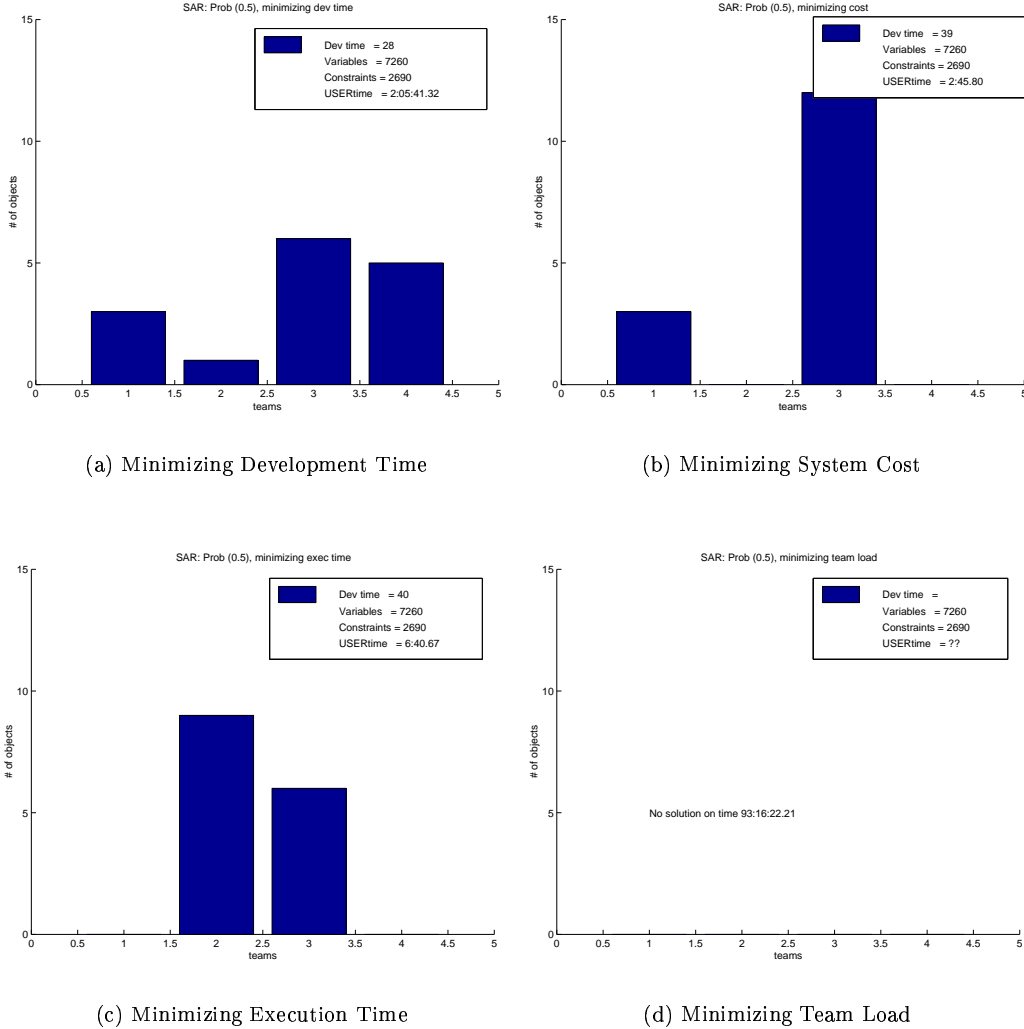 SAR: Prob (0.5), minimizing dev time
15
10
5
0
# of objects
Dev time = 28
Variables = 7260
Constraints = 2690
USERtime = 2:05:41.32
0 0.5 1 1.5 2 2.5 3 3.5 4 4.5 5
teams
(a) Minimizing Development Time
SAR: Prob (0.5), minimizing cost
15
10
5
0
# of objects
Dev time = 39
Variables = 7260
Constraints = 2690
USERtime = 2:45.80
0 0.5 1 1.5 2 2.5 3 3.5 4 4.5 5
teams
(b) Minimizing System Cost
SAR: Prob (0.5), minimizing exec time
15
10
5
0
# of objects
Dev time = 40
Variables = 7260
Constraints = 2690
USERtime = 6:40.67
0 0.5 1 1.5 2 2.5 3 3.5 4 4.5 5
teams
(c) Minimizing Execution Time
SAR: Prob (0.5), minimizing team load
15
10
5
0
# of objects
Dev time =
Variables = 7260
Constraints = 2690
USERtime = ??
No solution on time 93:16:22.21
0 0.5 1 1.5 2 2.5 3 3.5 4 4.5 5
teams
(d) Minimizing Team Load